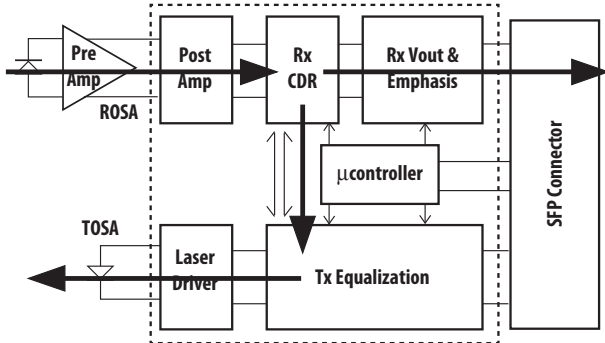 Pre
Amp
ROSA
Post
Amp
Rx
CDR
Rx Vout &
Emphasis
μcontroller
SFP Connector
TOSA
Laser
Driver
Tx Equalization